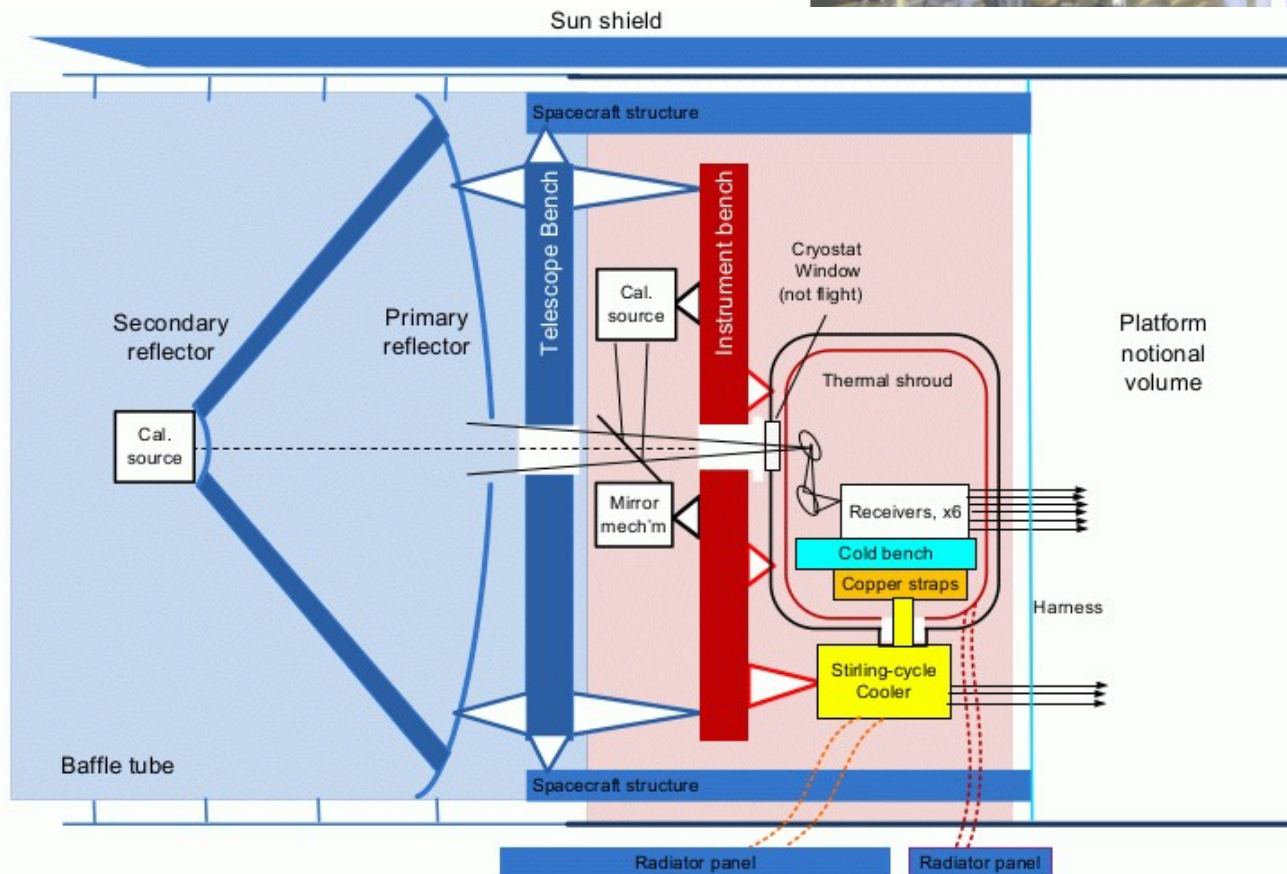 Sun shield
Spacecraft structure
Telescope Bench
Instrument bench
Cryostat
Window
(not flight)
Cal.
source
Secondary
reflector
Primary
reflector
Platform
notional
volume
Thermal shroud
Cal.
source
Mirror
mech'm
Receivers, x6
Cold bench
Copper straps
Harness
Stirling-cycle
Cooler
Baffle tube
Spacecraft structure
Radiator panel
Radiator panel